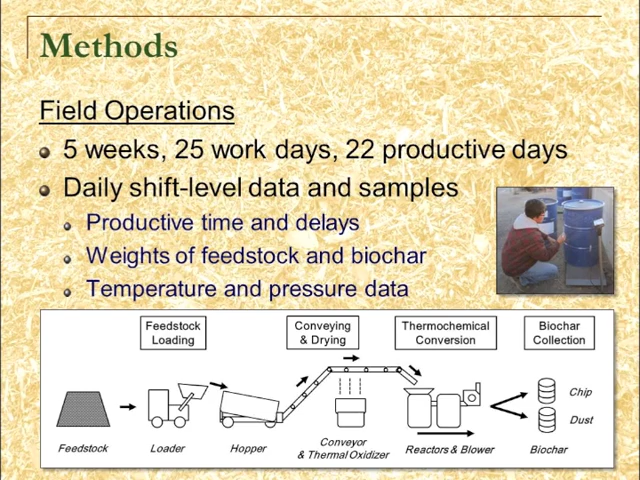 Methods
Field Operations
5 weeks, 25 work days, 22 productive days
Daily shift-level data and samples
Productive time and delays
Weights of feedstock and biochar
Temperature and pressure data
Feedstock
Loading
Conveying
& Drying
Thermochemical
Conversion
Biochar
Collection
Chip
Dust
Feedstock
Loader
Hopper
Conveyor
& Thermal Oxidizer
Reactors & Blower
Biochar